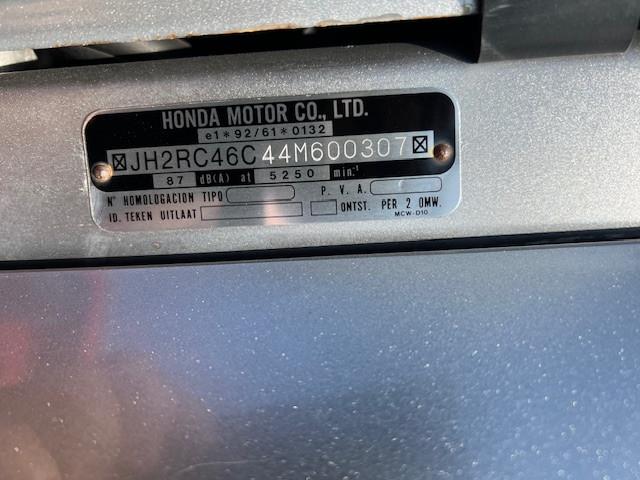 HONDA MOTOR CO., LTD.
e1*92/61*0132
JH2RC46C44M600307
87 dB(A) at 5250 min.-1
Nº HOMOLOGACION TIPO P. V. A.
ID. TEKEN UITLAAT ONTST. PER 2 OMW.
MCW-D10